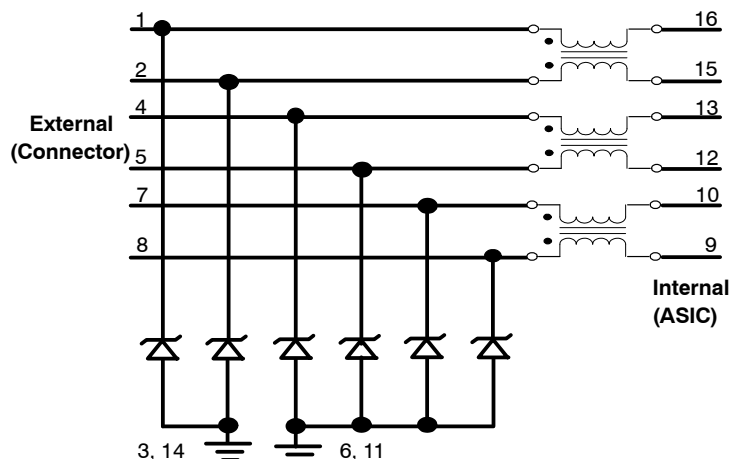 1 16
2 15
4 13
External
(Connector)
5 12
7 10
8 9
Internal
(ASIC)
3, 14 6, 11